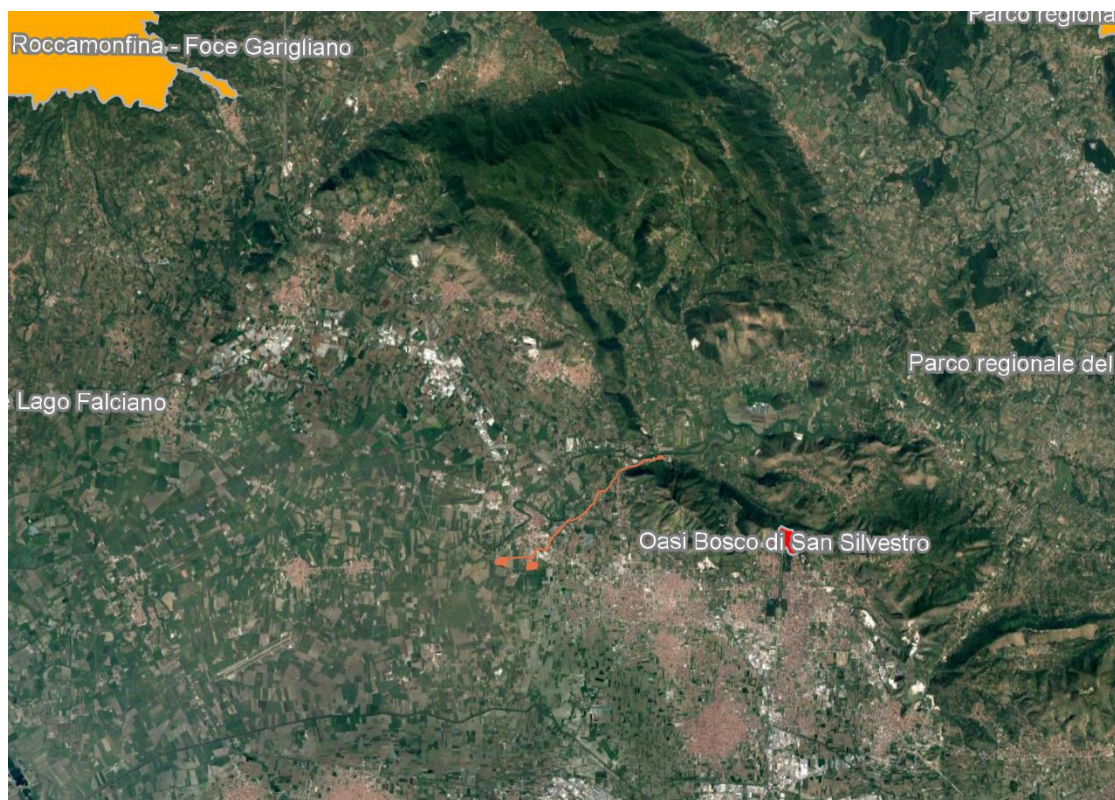 Parco regiona
Roccamonfina - Foce Garigliano
Parco regionale del
Lago Falciano
Oasi Bosco di San Silvestro